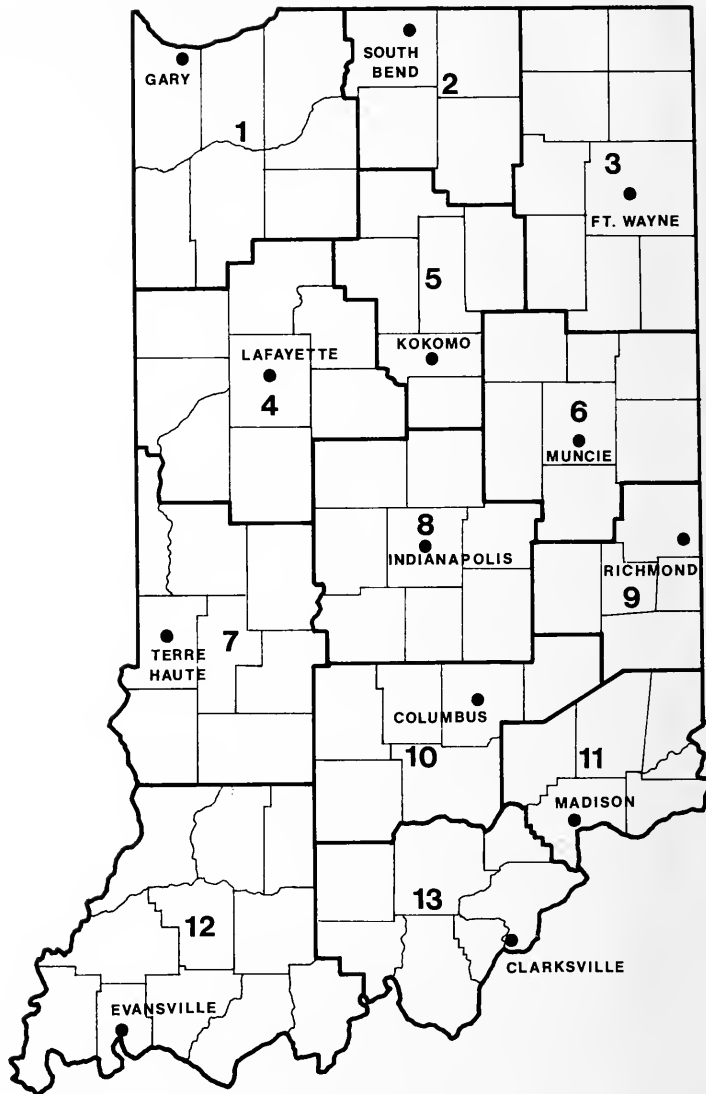 GARY
SOUTH
BEND
2
1
3
FT. WAYNE
5
LAFAYETTE
KOKOMO
4
6
MUNCIE
8
INDIANAPOLIS
RICHMOND
9
7
TERRE
HAUTE
COLUMBUS
10
11
MADISON
13
12
CLARKSVILLE
EVANSVILLE